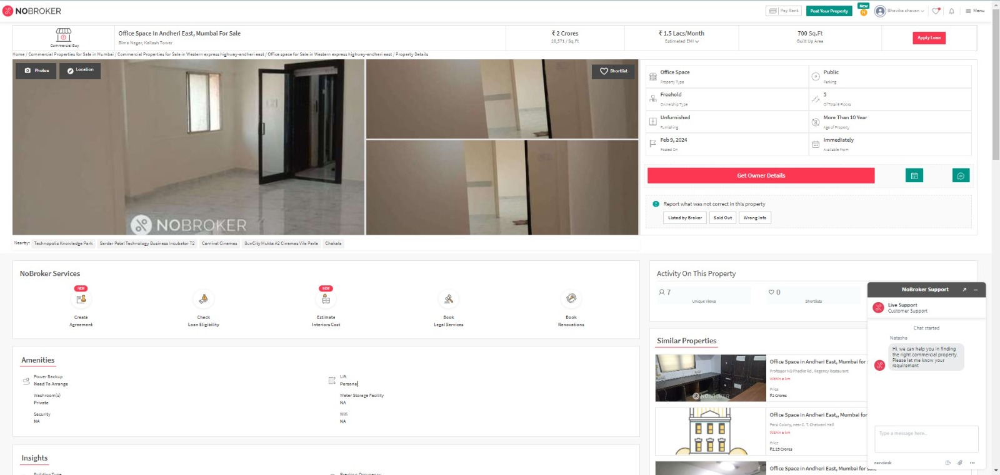 NOBROKER
Pay Rent
Post Your Property
New
N
Bhavika chavan
Menu
Commercial Buy
Office Space In Andheri East, Mumbai For Sale
Bima Nagar, Kailash Tower
₹ 2 Crores
28,571 / Sq.Ft
₹ 1.5 Lacs/Month
Estimated EMI
700 Sq.Ft
Built Up Area
Apply Loan
Home / Commercial Properties for Sale in Mumbai / Commercial Properties for Sale in Western express highway-andheri east / Office space for Sale in Western express highway-andheri east / Property Details
Photos
Location
Shortlist
NOBROKER
Office Space
Property Type
Public
Parking
Freehold
Ownership Type
5
Of Total 6 Floors
Unfurnished
Furnishing
More Than 10 Year
Age of Property
Feb 9, 2024
Posted On
Immediately
Available From
Get Owner Details
Report what was not correct in this property
Listed by Broker
Sold Out
Wrong Info
Nearby:
Technopolis Knowledge Park
Sardar Patel Technology Business Incubator T2
Carnival Cinemas
SunCity Mukta A2 Cinemas Vile Parle
Chakala
NoBroker Services
NEW
Create
Agreement
Check
Loan Eligibility
NEW
Estimate
Interiors Cost
Book
Legal Services
Book
Renovations
Amenities
Power Backup
Need To Arrange
Lift
Personal
Washroom(s)
Private
Water Storage Facility
NA
Security
NA
Wifi
NA
Insights
Building Type
Previous Occupancy
Activity On This Property
7
Unique Views
0
Shortlists
Similar Properties
NOBROKER
Office Space in Andheri East, Mumbai for
Professor NS Phadke Rd., Regency Restaurant
Within a km
Price
₹2 Crores
Office Space in Andheri East,, Mumbai for
Parsi Colony, near C. T. Chatwani Hall
Within a km
Price
₹2.25 Crores
Office Space in Andheri East, Mumbai for sale
NoBroker Support
Live Support
Customer Support
Chat started
Natasha
Hi, we can help you in finding
the right commercial property.
Please let me know your
requirement
Type a message here...
zendesk